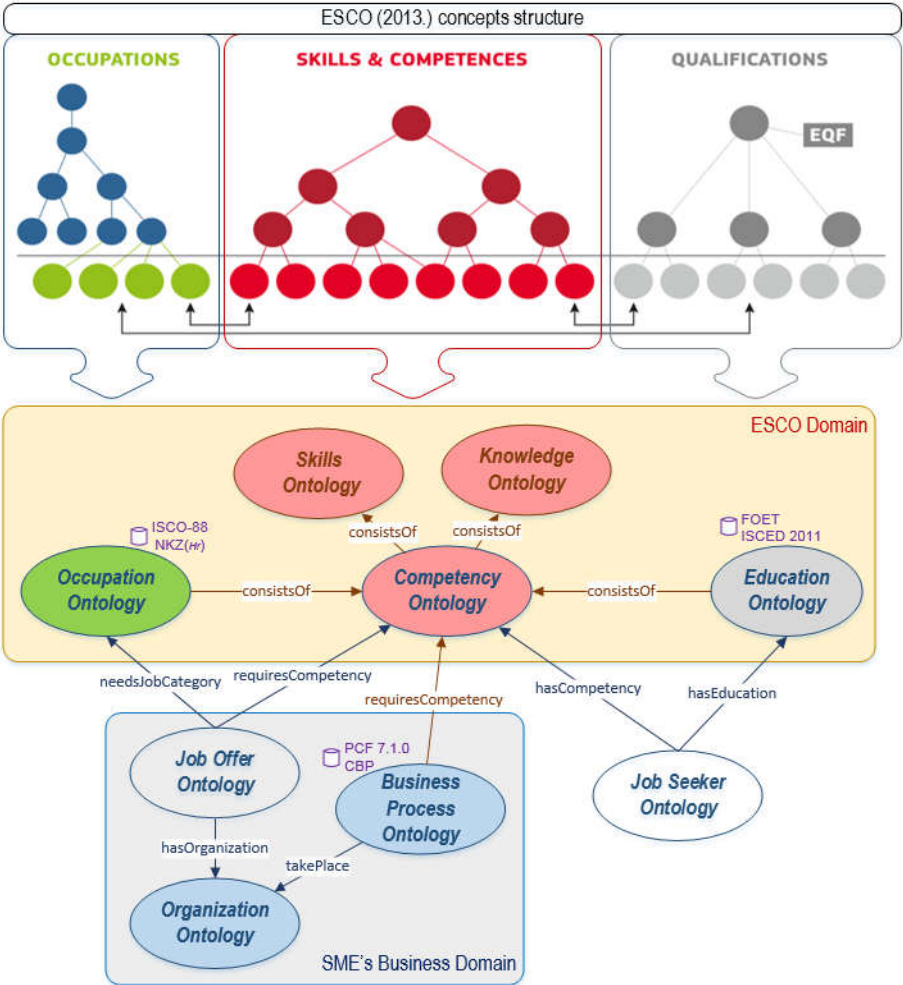 ESCO (2013.) concepts structure
OCCUPATIONS
SKILLS & COMPETENCES
QUALIFICATIONS
EQF
ESCO Domain
Skills
Ontology
Knowledge
Ontology
consistsOf
consistsOf
ISCO-88
NKZ(Hr)
FOET
ISCED 2011
Occupation
Ontology
consistsOf
Competency
Ontology
consistsOf
Education
Ontology
needsJobCategory
requiresCompetency
requiresCompetency
hasCompetency
hasEducation
Job Offer
Ontology
PCF 7.1.0
CBP
Business
Process
Ontology
Job Seeker
Ontology
hasOrganization
takePlace
Organization
Ontology
SME's Business Domain